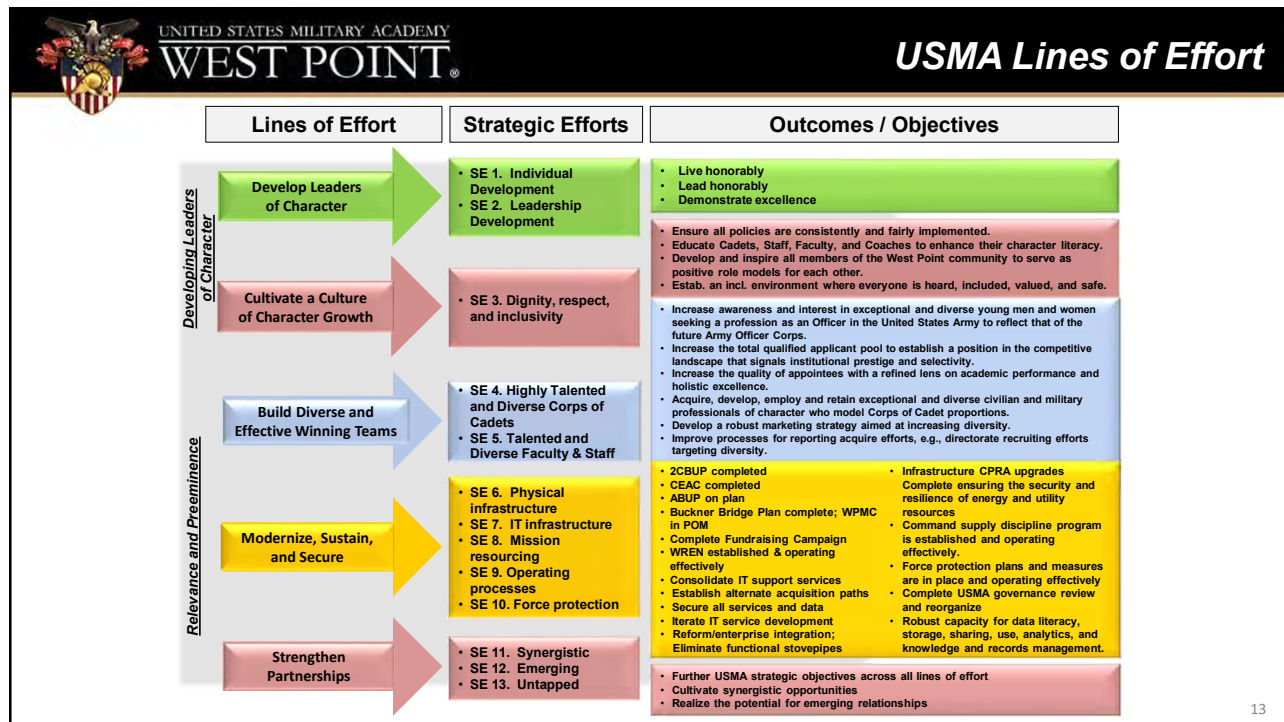 UNITED STATES MILITARY ACADEMY
WEST POINT®
USMA Lines of Effort
Lines of Effort
Strategic Efforts
Outcomes / Objectives
Developing Leaders
of Character
Develop Leaders
of Character
• SE 1. Individual
Development
• SE 2. Leadership
Development
• Live honorably
• Lead honorably
• Demonstrate excellence
Cultivate a Culture
of Character Growth
• SE 3. Dignity, respect,
and inclusivity
• Ensure all policies are consistently and fairly implemented.
• Educate Cadets, Staff, Faculty, and Coaches to enhance their character literacy.
• Develop and inspire all members of the West Point community to serve as
positive role models for each other.
• Estab. an incl. environment where everyone is heard, included, valued, and safe.
Relevance and Preeminence
Build Diverse and
Effective Winning Teams
• SE 4. Highly Talented
and Diverse Corps of
Cadets
• SE 5. Talented and
Diverse Faculty & Staff
• Increase awareness and interest in exceptional and diverse young men and women
seeking a profession as an Officer in the United States Army to reflect that of the
future Army Officer Corps.
• Increase the total qualified applicant pool to establish a position in the competitive
landscape that signals institutional prestige and selectivity.
• Increase the quality of appointees with a refined lens on academic performance and
holistic excellence.
• Acquire, develop, employ and retain exceptional and diverse civilian and military
professionals of character who model Corps of Cadet proportions.
• Develop a robust marketing strategy aimed at increasing diversity.
• Improve processes for reporting acquire efforts, e.g., directorate recruiting efforts
targeting diversity.
Modernize, Sustain,
and Secure
• SE 6. Physical
infrastructure
• SE 7. IT infrastructure
• SE 8. Mission
resourcing
• SE 9. Operating
processes
• SE 10. Force protection
• 2CBUP completed
• CEAC completed
• ABUP on plan
• Buckner Bridge Plan complete; WPMC
in POM
• Complete Fundraising Campaign
• WREN established & operating
effectively
• Consolidate IT support services
• Establish alternate acquisition paths
• Secure all services and data
• Iterate IT service development
• Reform/enterprise integration;
Eliminate functional stovepipes
• Infrastructure CPRA upgrades
Complete ensuring the security and
resilience of energy and utility
resources
• Command supply discipline program
is established and operating
effectively.
• Force protection plans and measures
are in place and operating effectively
• Complete USMA governance review
and reorganize
• Robust capacity for data literacy,
storage, sharing, use, analytics, and
knowledge and records management.
Strengthen
Partnerships
• SE 11. Synergistic
• SE 12. Emerging
• SE 13. Untapped
• Further USMA strategic objectives across all lines of effort
• Cultivate synergistic opportunities
• Realize the potential for emerging relationships
13